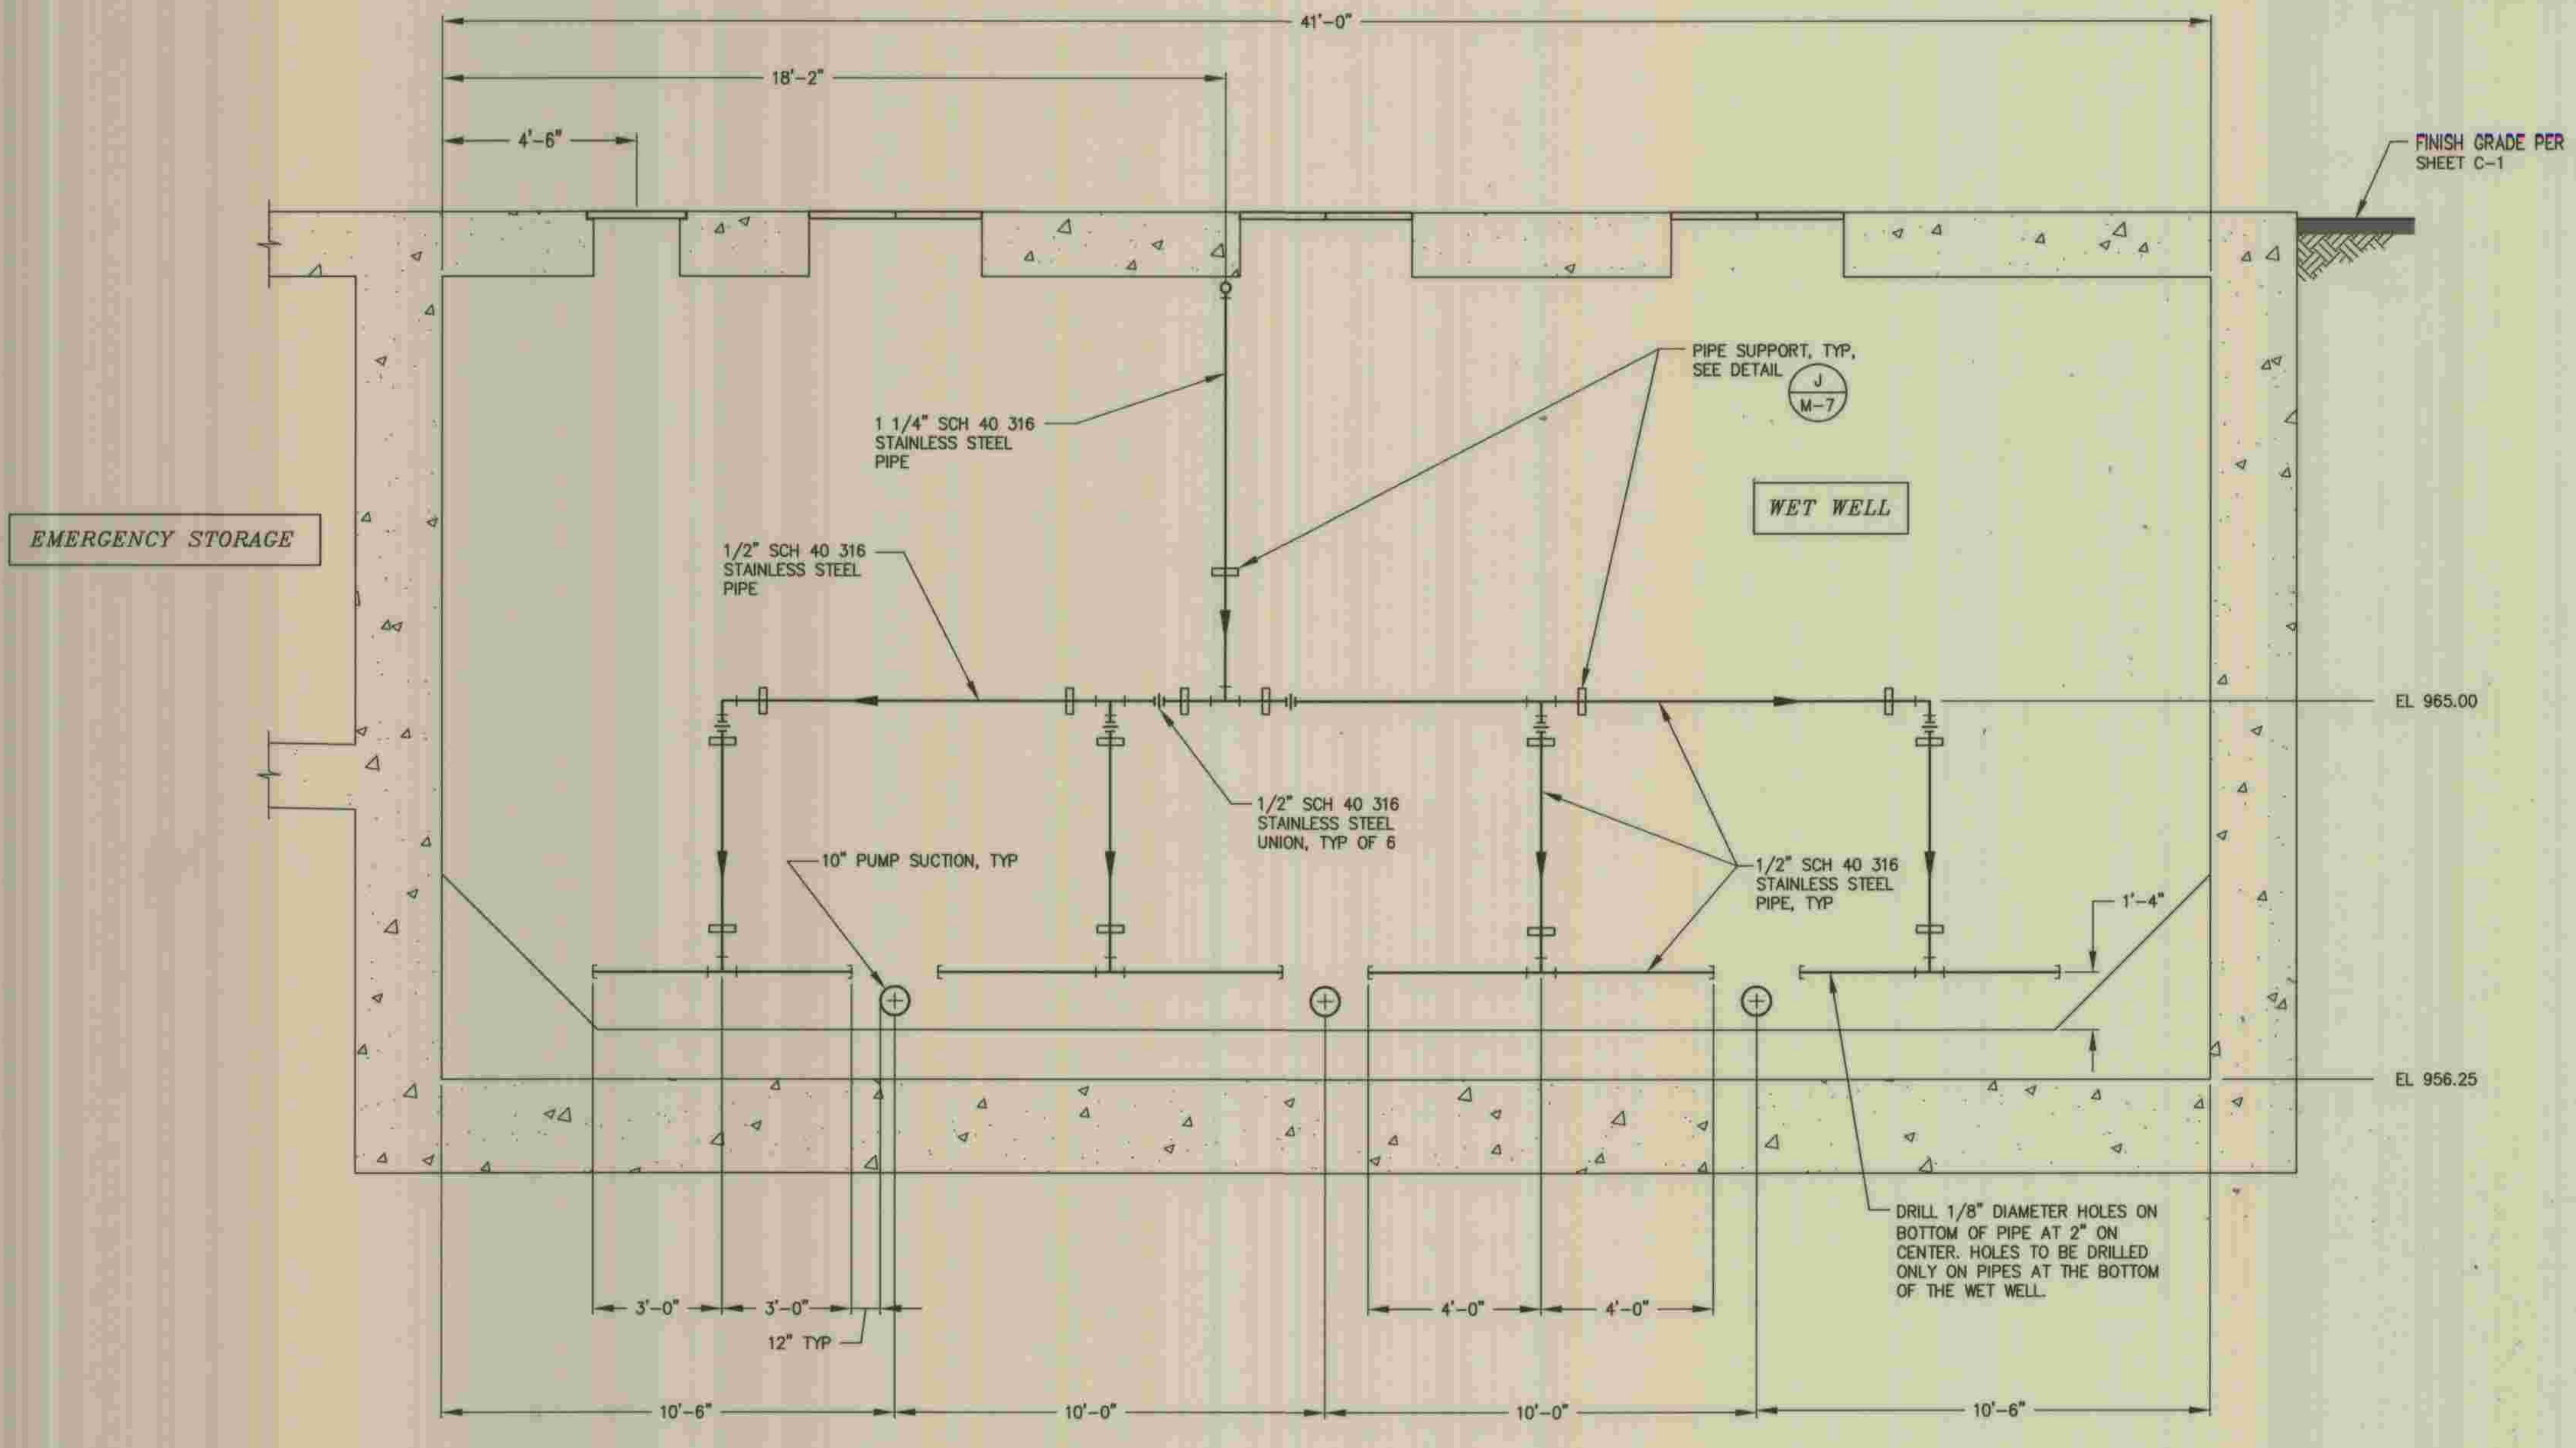 41'-0"
18'-2"
4'-6"
FINISH GRADE PER
SHEET C-1
PIPE SUPPORT, TYP,
SEE DETAIL
J
M-7
1 1/4" SCH 40 316
STAINLESS STEEL
PIPE
WET WELL
EMERGENCY STORAGE
1/2" SCH 40 316
STAINLESS STEEL
PIPE
EL 965.00
1/2" SCH 40 316
STAINLESS STEEL
UNION, TYP OF 6
10" PUMP SUCTION, TYP
1/2" SCH 40 316
STAINLESS STEEL
PIPE, TYP
1'-4"
EL 956.25
DRILL 1/8" DIAMETER HOLES ON
BOTTOM OF PIPE AT 2" ON
CENTER. HOLES TO BE DRILLED
ONLY ON PIPES AT THE BOTTOM
OF THE WET WELL.
3'-0"
3'-0"
4'-0"
4'-0"
12" TYP
10'-6"
10'-0"
10'-0"
10'-6"